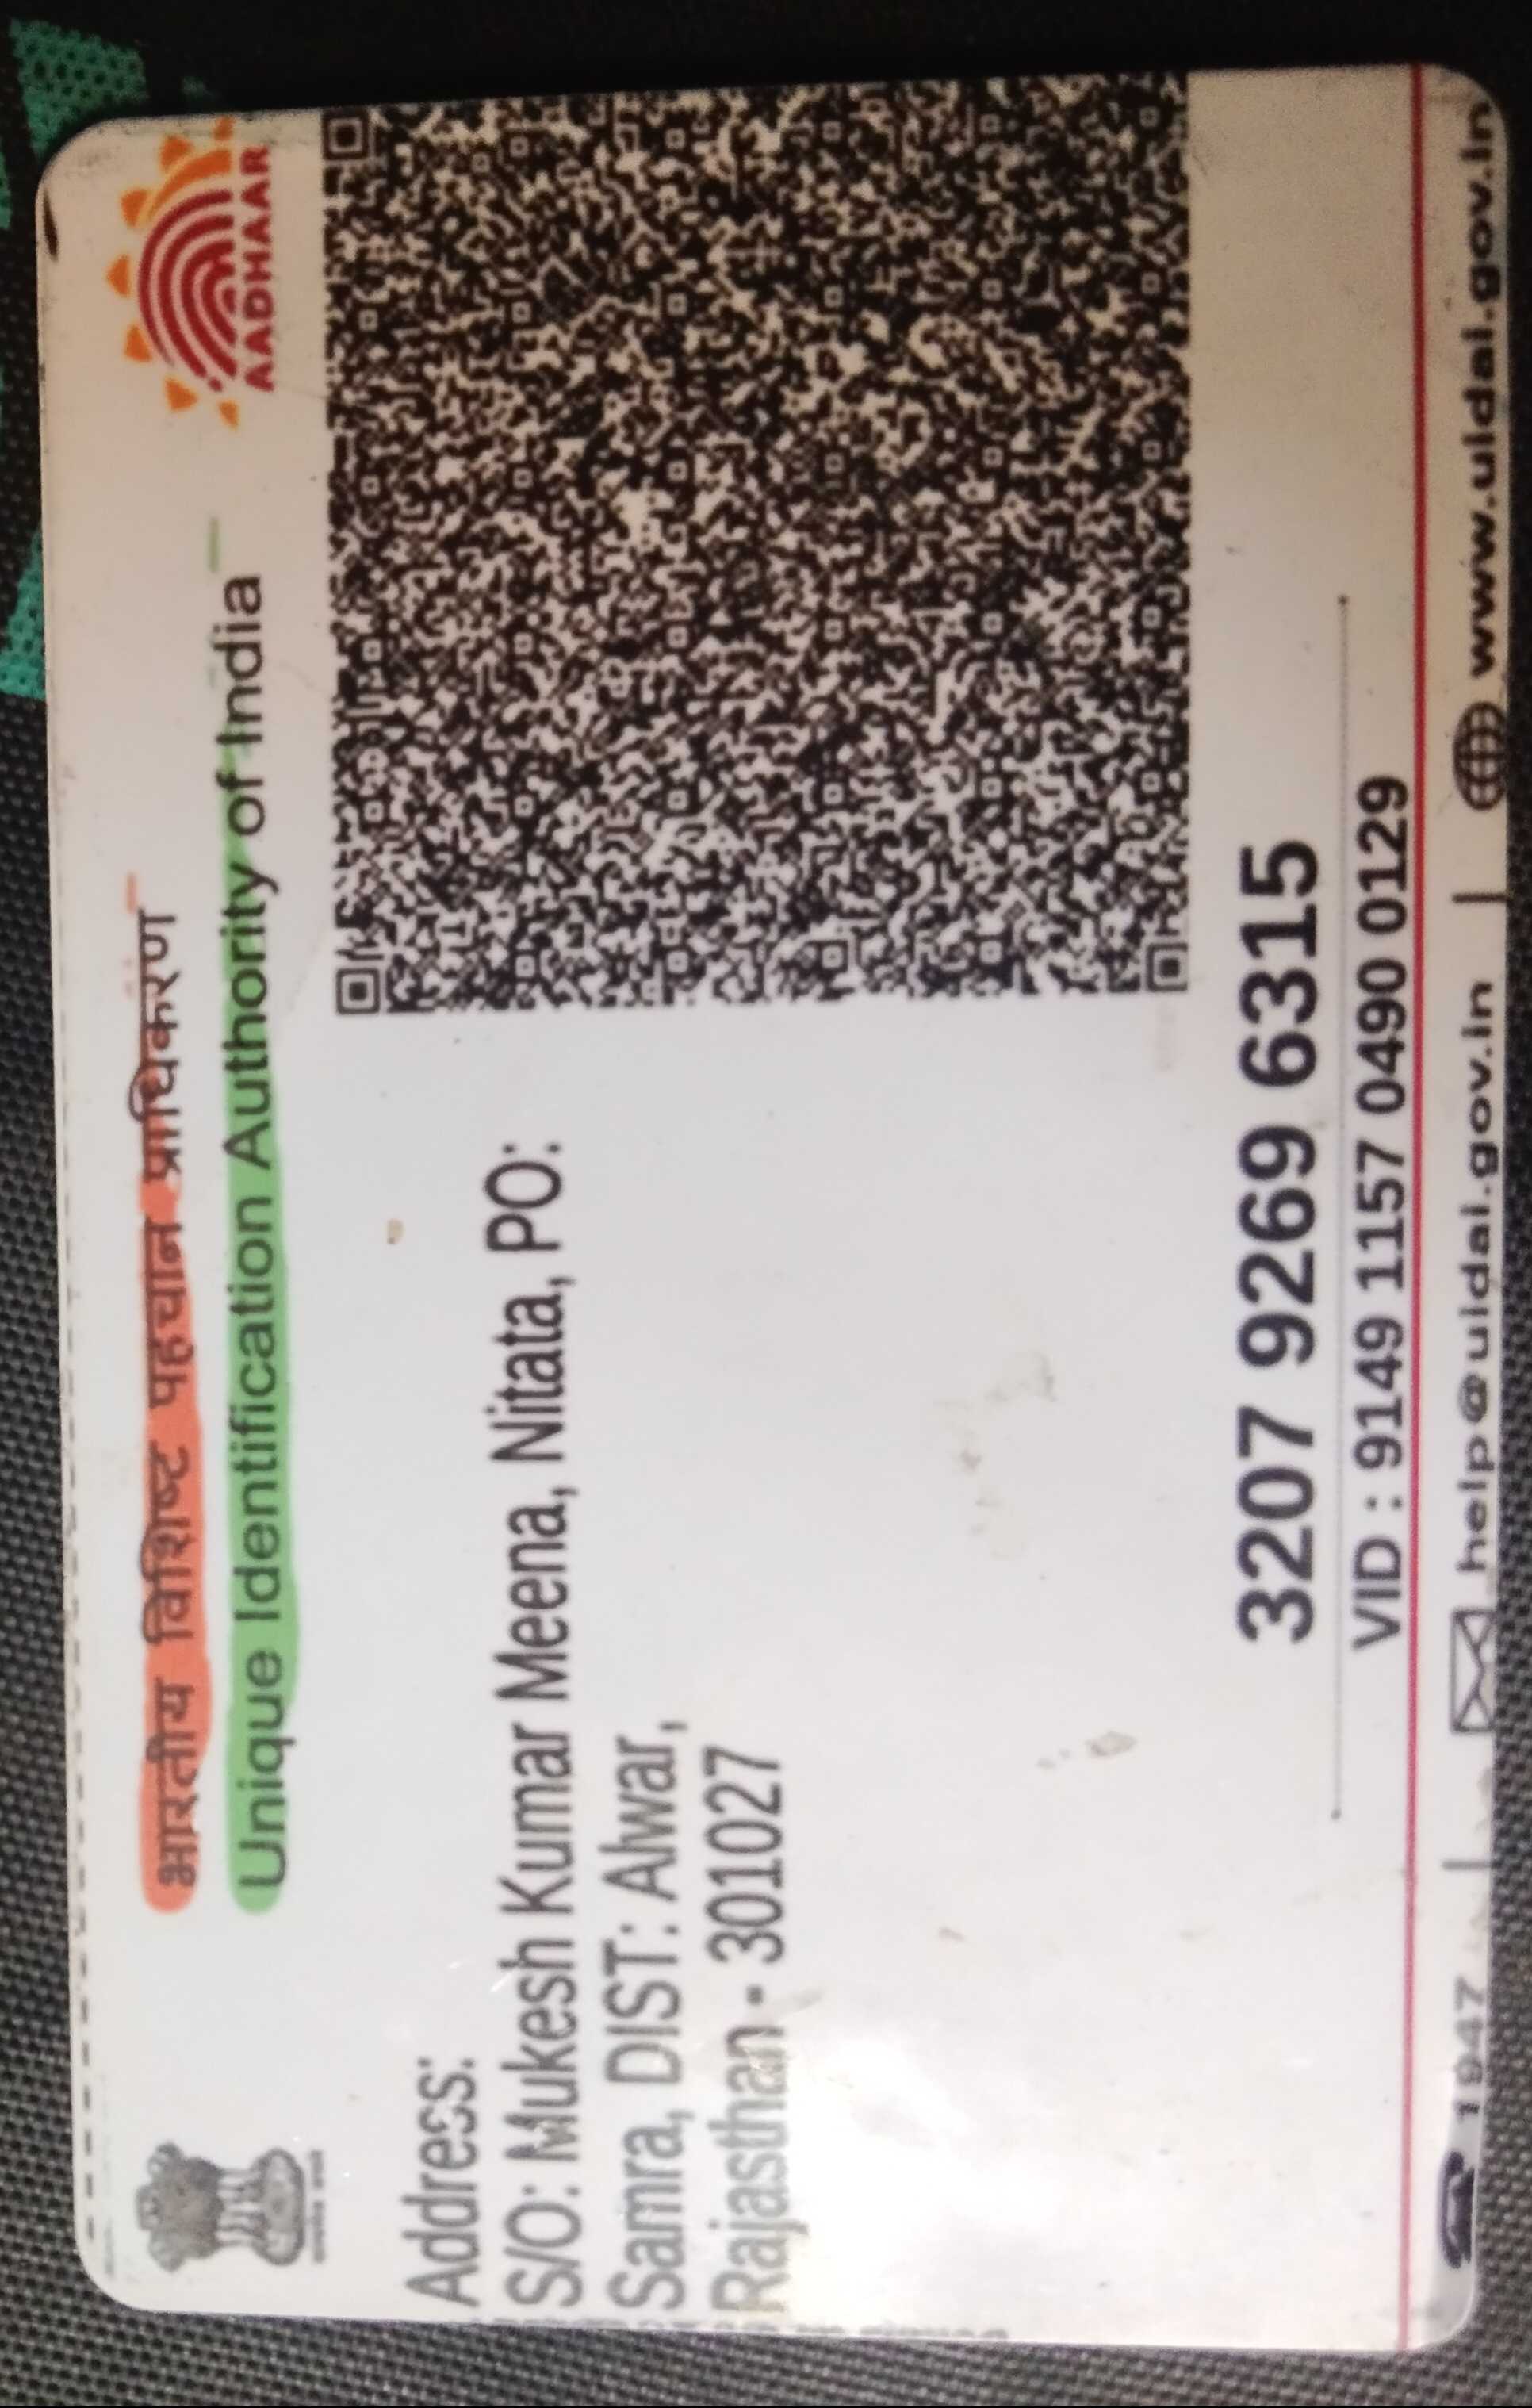 भारतीय विशिष्ट पहचान प्राधिकरण
Unique Identification Authority of India
AADHAAR
Address:
S/O: Mukesh Kumar Meena, Nitata, PO:
Samra, DIST: Alwar,
Rajasthan - 301027
3207 9269 6315
VID : 9149 1157 0490 0129
1947 | help@uidai.gov.in | www.uidai.gov.in